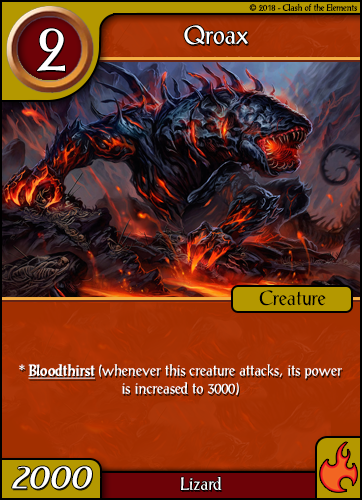 © 2018 - Clash of the Elements
2
Qroax
Creature
* Bloodthirst (whenever this creature attacks, its power
is increased to 3000)
2000
Lizard